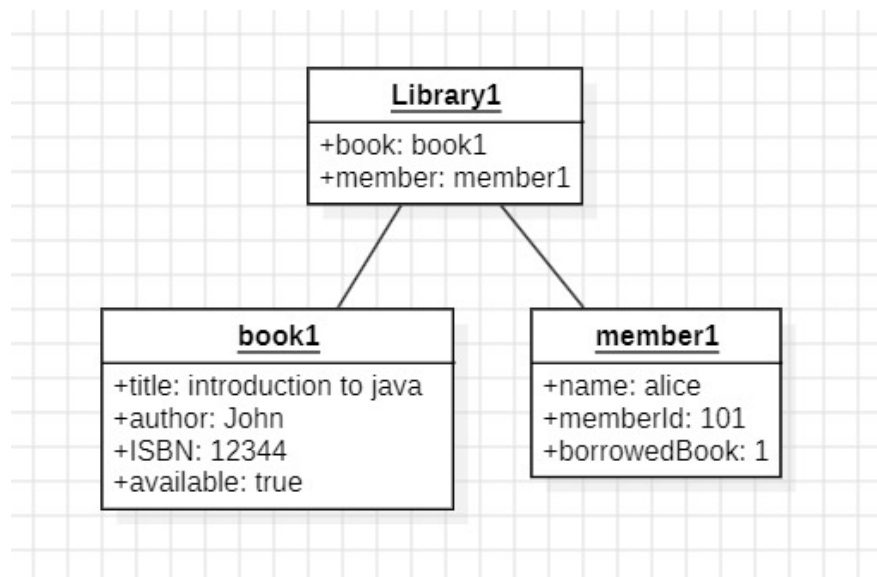 Library1
+book: book1
+member: member1
book1
+title: introduction to java
+author: John
+ISBN: 12344
+available: true
member1
+name: alice
+memberId: 101
+borrowedBook: 1